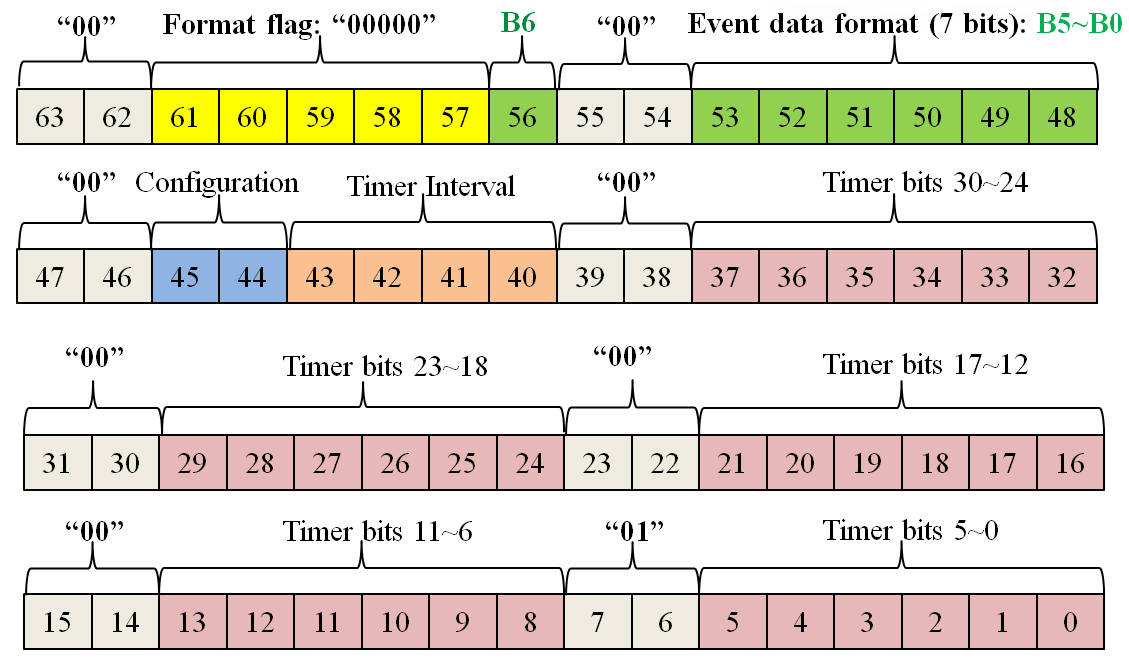 “00” Format flag: “00000” B6 “00” Event data format (7 bits): B5~B0
63 62 61 60 59 58 57 56 55 54 53 52 51 50 49 48
“00” Configuration Timer Interval “00” Timer bits 30~24
47 46 45 44 43 42 41 40 39 38 37 36 35 34 33 32
“00” Timer bits 23~18 “00” Timer bits 17~12
31 30 29 28 27 26 25 24 23 22 21 20 19 18 17 16
“00” Timer bits 11~6 “01” Timer bits 5~0
15 14 13 12 11 10 9 8 7 6 5 4 3 2 1 0